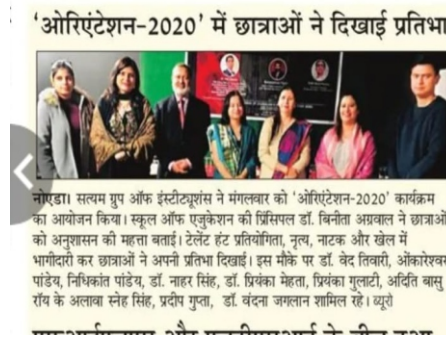 'ओरिएंटेशन-2020' में छात्राओं ने दिखाई प्रतिभा
नोएडा। सत्यम ग्रुप ऑफ इंस्टीट्यूशंस ने मंगलवार को 'ओरिएंटेशन-2020' कार्यक्रम
का आयोजन किया। स्कूल ऑफ एजुकेशन की प्रिंसिपल डॉ. बिनीता अग्रवाल ने छात्राओं
को अनुशासन की महत्ता बताई। टेलेंट हंट प्रतियोगिता, नृत्य, नाटक और खेल में
भागीदारी कर छात्राओं ने अपनी प्रतिभा दिखाई। इस मौके पर डॉ. वेद तिवारी, ओंकारेश्वर
पांडेय, निधिकांत पांडेय, डॉ. नाहर सिंह, डॉ. प्रियंका मेहता, प्रियंका गुलाटी, अदिति बासु
रॉय के अलावा स्नेह सिंह, प्रदीप गुप्ता, डॉ. वंदना जगलान शामिल रहे। ब्यूरो